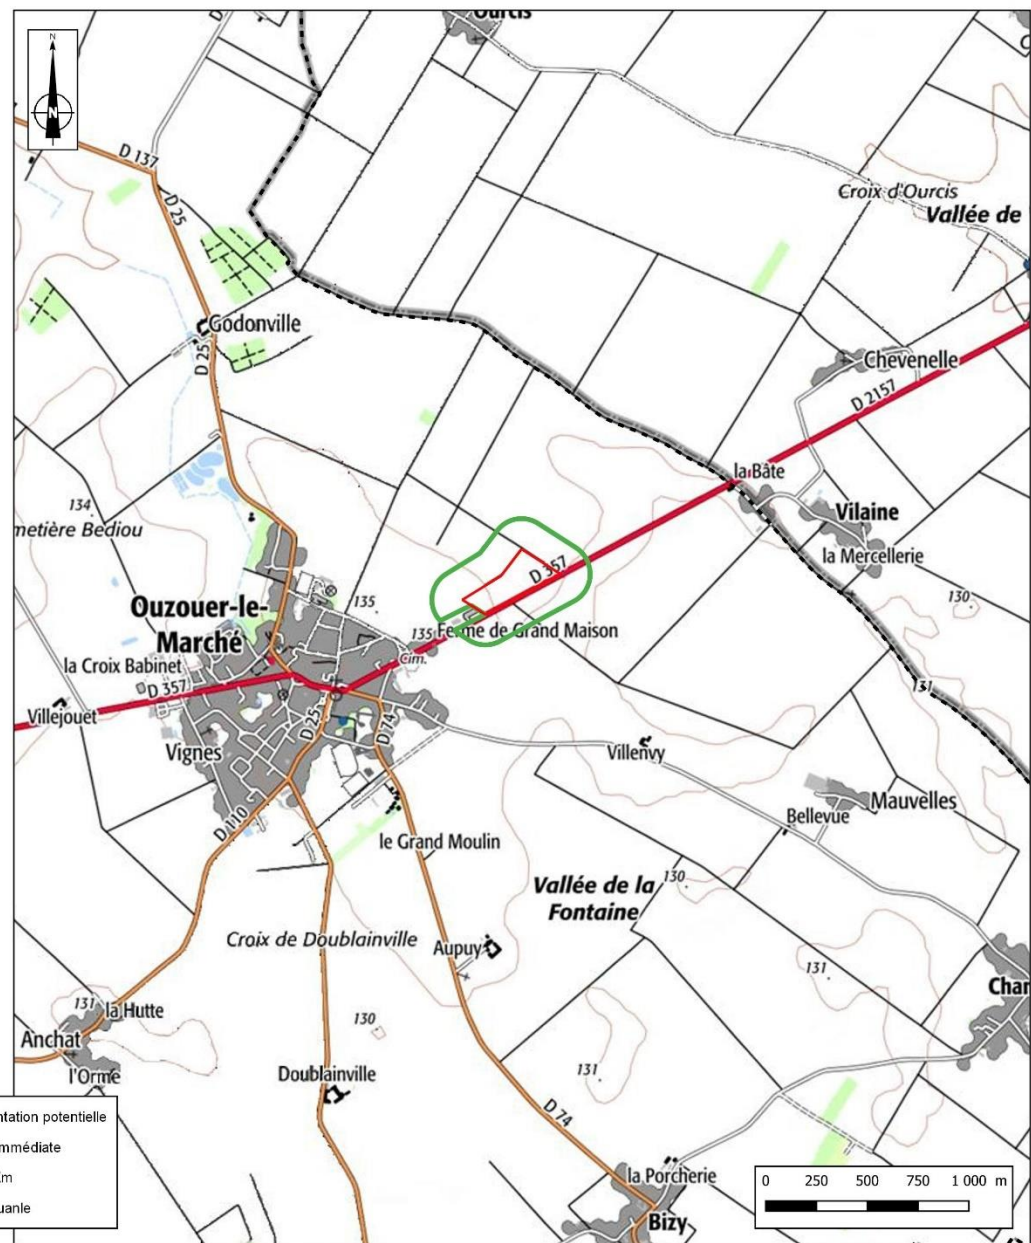 Ourcis
N
N
D 137
D 25
Croix d'Ourcis
Vallée de
Godonville
D 25
Chevenelle
D 2157
la Bâte
134
metière Bediou
Vilaine
la Mercellerie
D 357
130
Ouzouer-le-
Marché
135
135
Ferme de Grand Maison
Cim.
la Croix Babinet
D 357
131
Villejouet
D 25
D 74
Vignes
Villenvy
Mauvelles
Bellevue
D 110
le Grand Moulin
Vallée de la
Fontaine
130
Croix de Doublainville
Aupuy
131
Char
131
la Hutte
130
Anchat
l'Orme
Doublainville
131
D 74
ntation potentielle
mmédiate
m
uanle
la Porcherie
Bizy
0 250 500 750 1 000 m